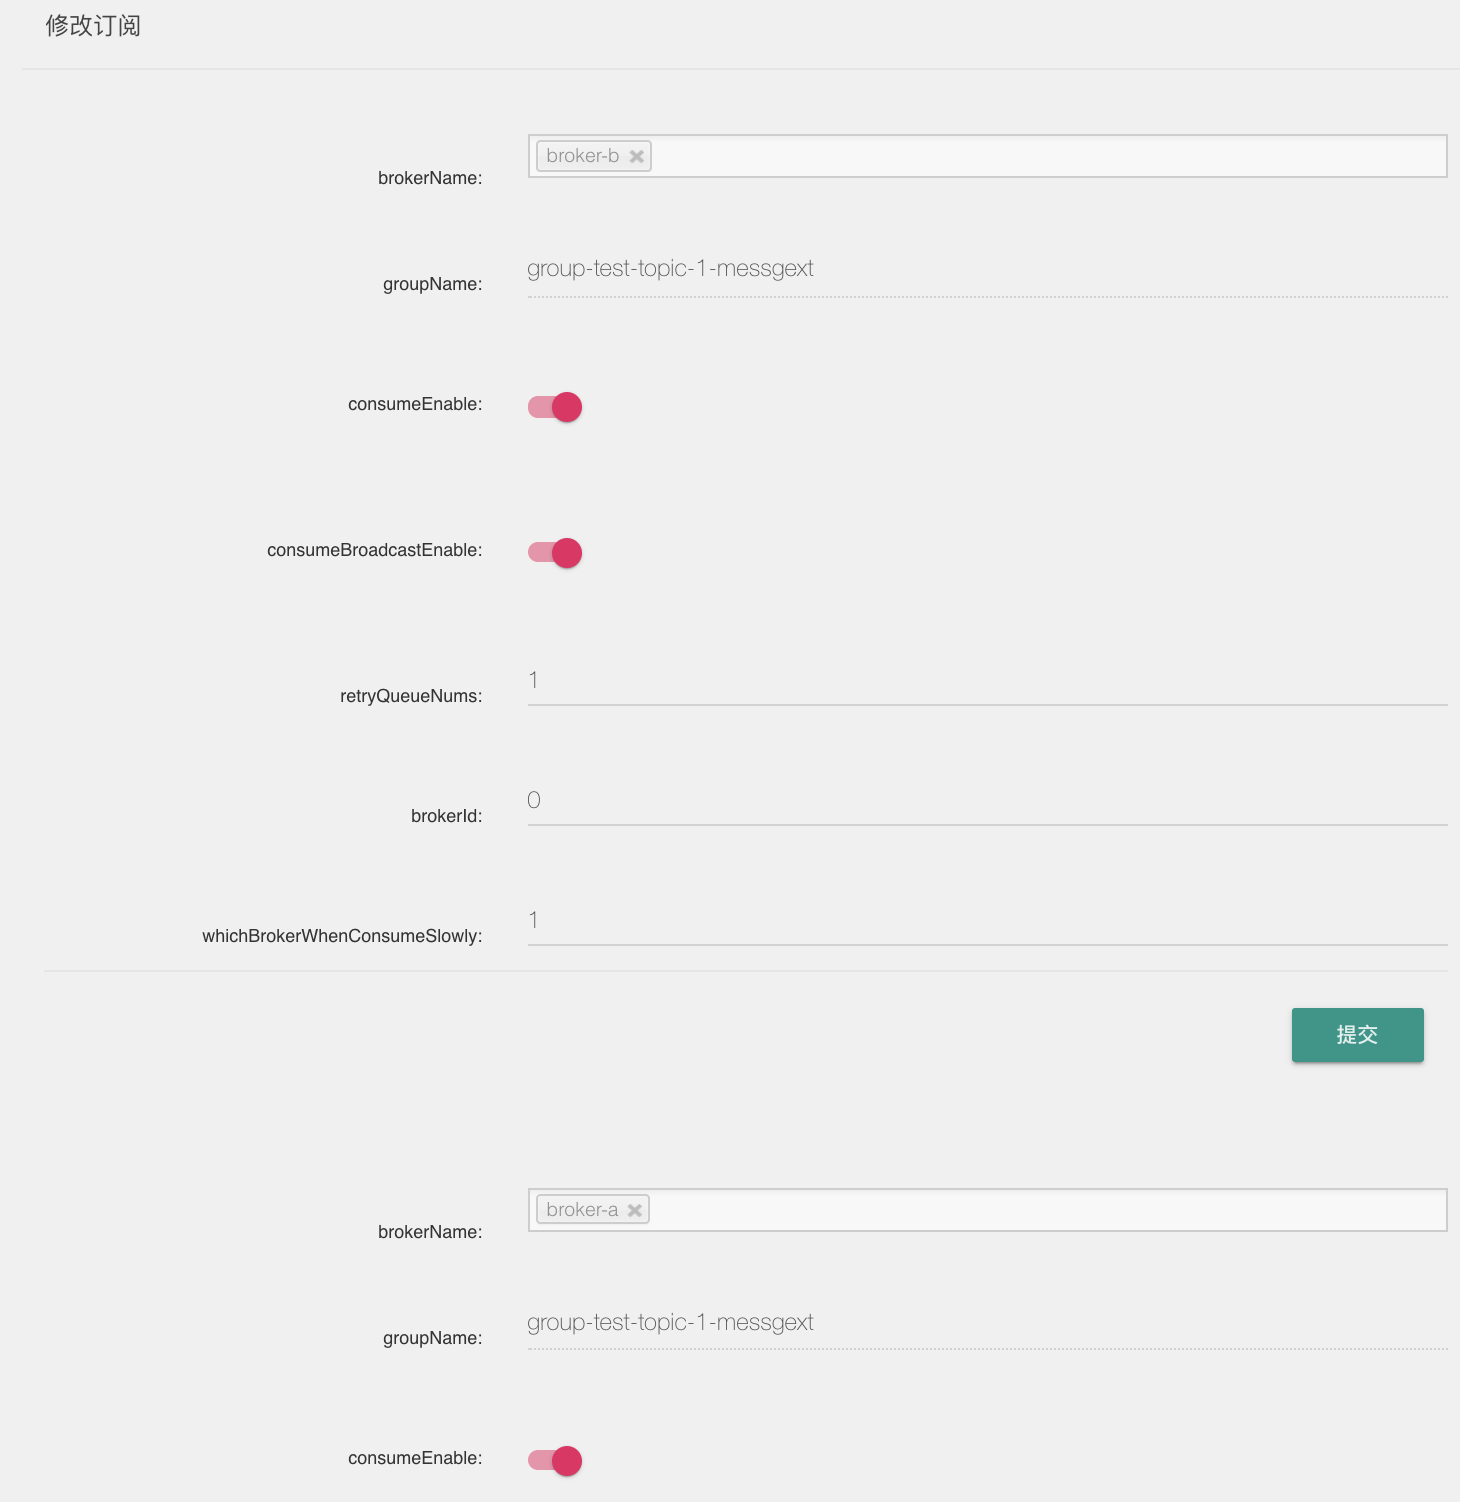 修改订阅
brokerName: broker-b
groupName: group-test-topic-1-messgext
consumeEnable:
consumeBroadcastEnable:
retryQueueNums: 1
brokerId: 0
whichBrokerWhenConsumeSlowly: 1
提交
brokerName: broker-a
groupName: group-test-topic-1-messgext
consumeEnable: